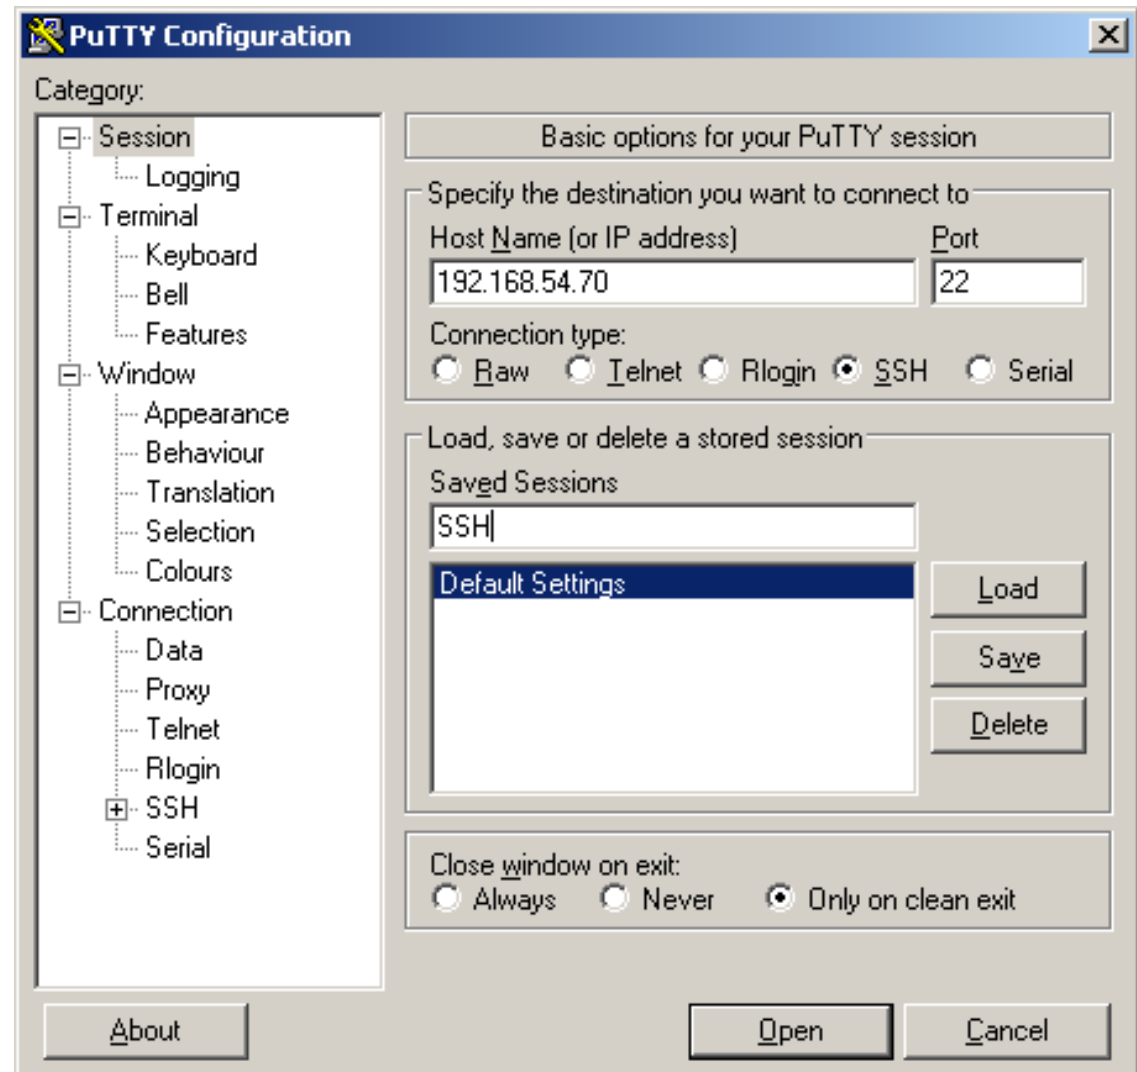 PuTTY Configuration
Category:
Session
Logging
Terminal
Keyboard
Bell
Features
Window
Appearance
Behaviour
Translation
Selection
Colours
Connection
Data
Proxy
Telnet
Rlogin
SSH
Serial
Basic options for your PuTTY session
Specify the destination you want to connect to
Host Name (or IP address) Port
192.168.54.70 22
Connection type:
Raw Telnet Rlogin SSH Serial
Load, save or delete a stored session
Saved Sessions
SSH
Default Settings
Load
Save
Delete
Close window on exit:
Always Never Only on clean exit
About Open Cancel